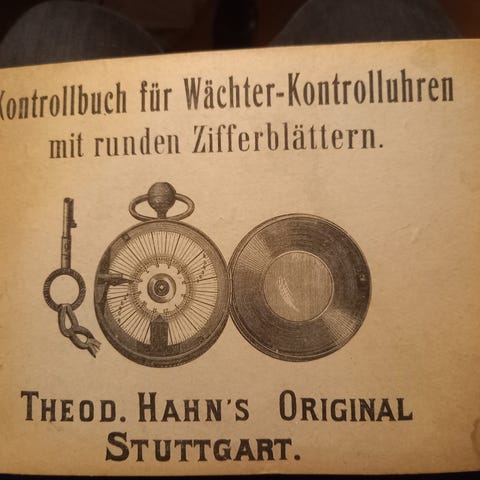 Kontrollbuch für Wächter-Kontrolluhren
mit runden Zifferblättern.
THEOD. HAHN'S ORIGINAL
STUTTGART.